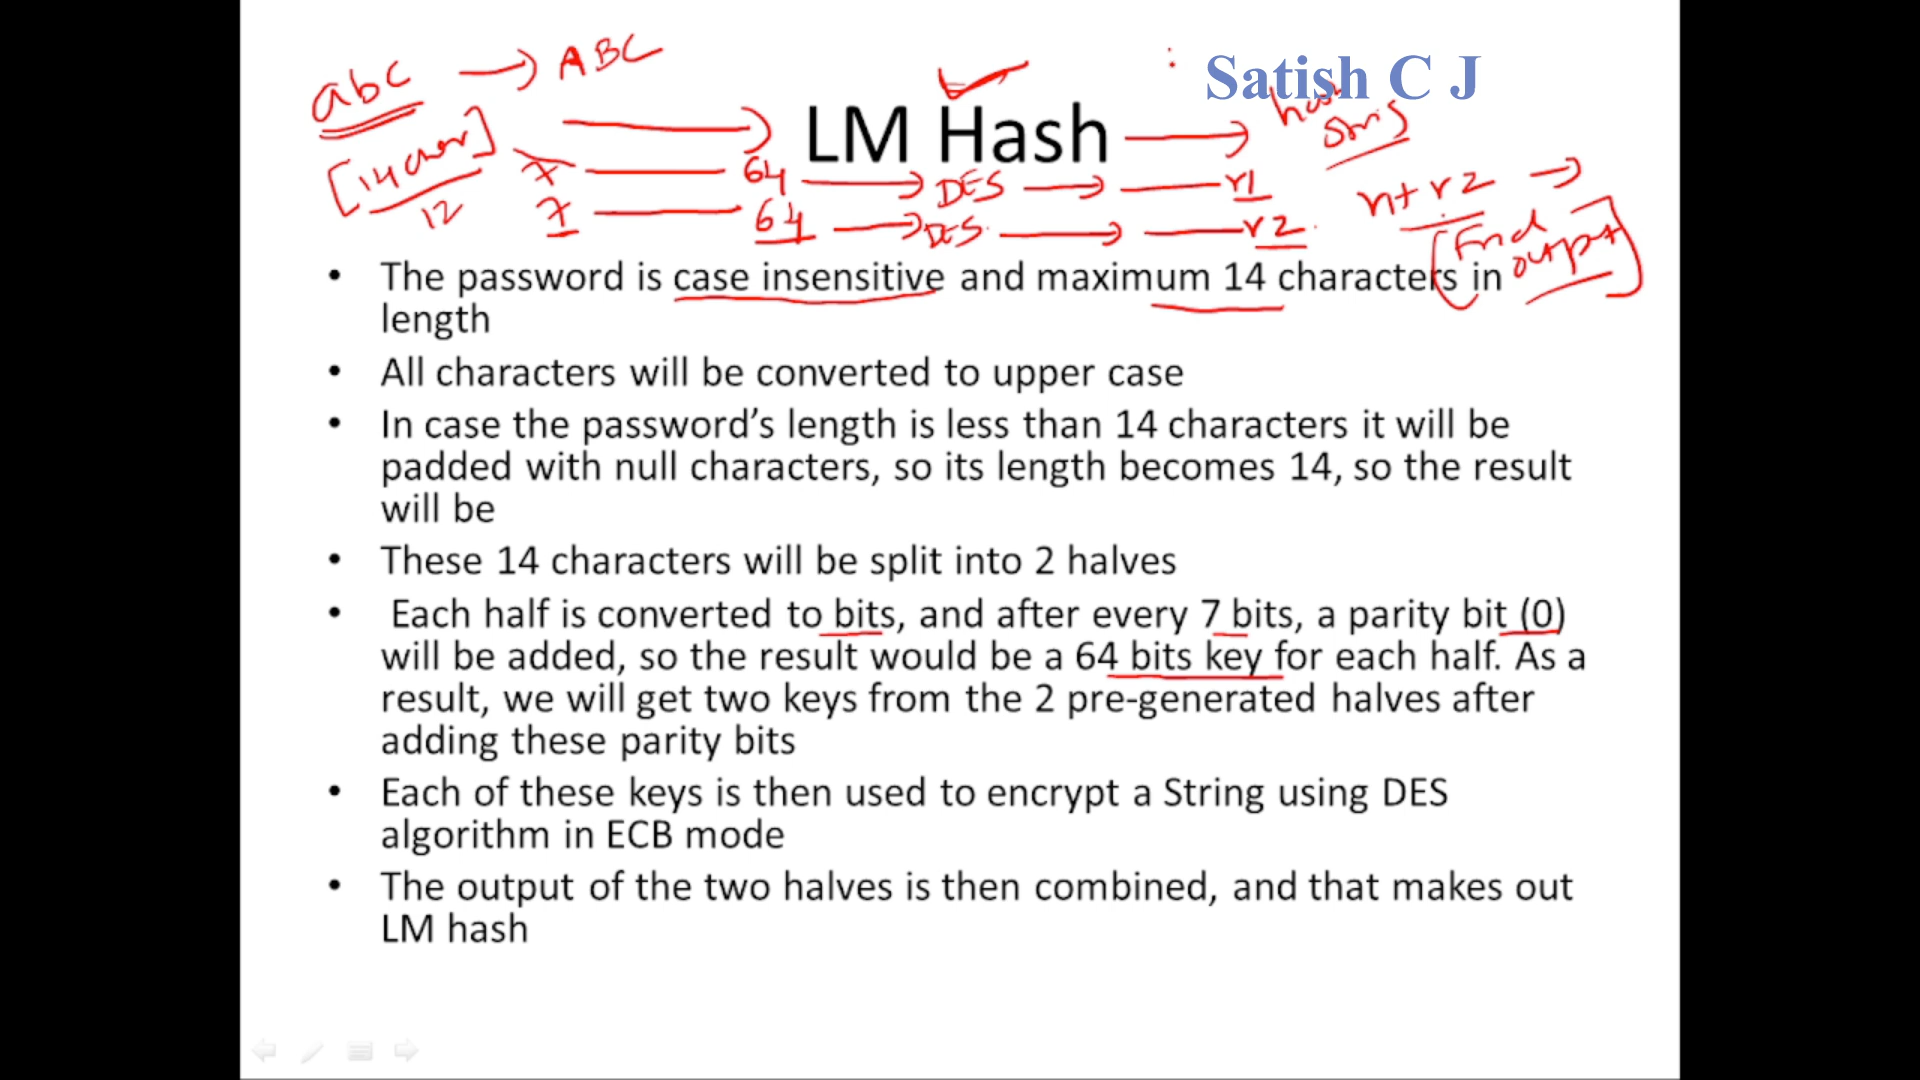 abc → ABC
Satish C J
LM Hash
hash
[14 char]
12
7 64 DES r1
7 64 DES r2
r1+r2 →
[Final
output]
• The password is case insensitive and maximum 14 characters in
length
• All characters will be converted to upper case
• In case the password’s length is less than 14 characters it will be
padded with null characters, so its length becomes 14, so the result
will be
• These 14 characters will be split into 2 halves
• Each half is converted to bits, and after every 7 bits, a parity bit (0)
will be added, so the result would be a 64 bits key for each half. As a
result, we will get two keys from the 2 pre-generated halves after
adding these parity bits
• Each of these keys is then used to encrypt a String using DES
algorithm in ECB mode
• The output of the two halves is then combined, and that makes out
LM hash